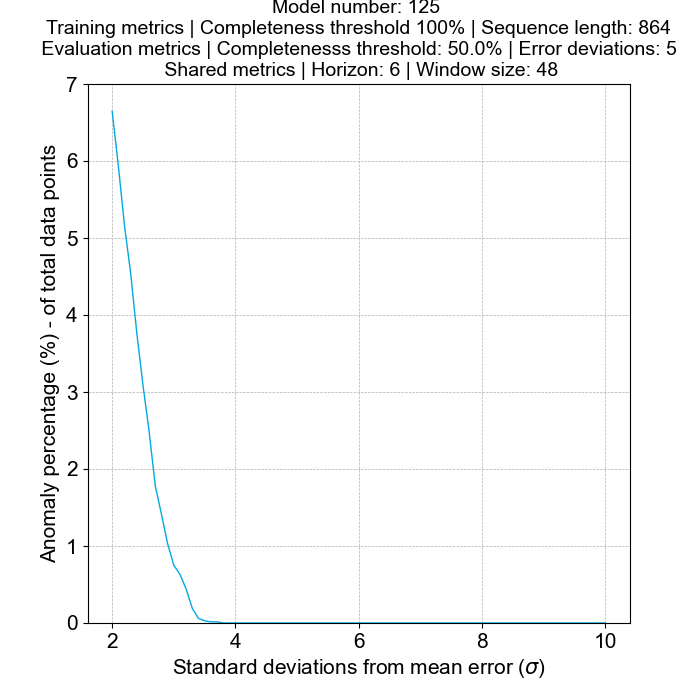 Model number: 125
Training metrics | Completeness threshold 100% | Sequence length: 864
Evaluation metrics | Completenesss threshold: 50.0% | Error deviations: 5
Shared metrics | Horizon: 6 | Window size: 48
7
6
5
4
3
2
1
0
Anomaly percentage (%) - of total data points
2 4 6 8 10
Standard deviations from mean error (σ)